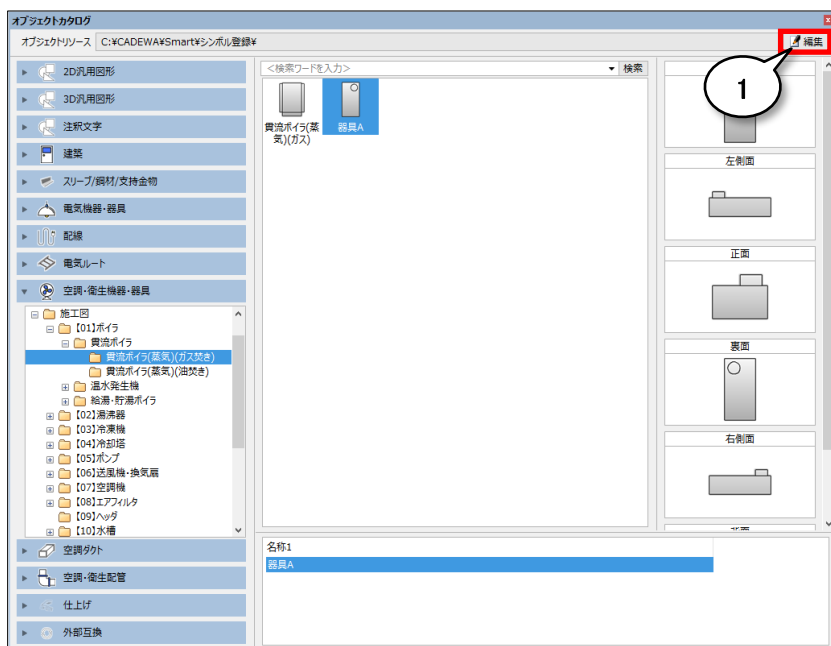 オブジェクトカタログ
オブジェクトリソース C:¥CADEWA¥Smart¥シンボル登録¥
編集
1
2D汎用図形
3D汎用図形
注釈文字
建築
スリーブ/鋼材/支持金物
電気機器・器具
配線
電気ルート
空調・衛生機器・器具
施工図
【01】ボイラ
貫流ボイラ
貫流ボイラ(蒸気)(ガス焚き)
貫流ボイラ(蒸気)(油焚き)
温水発生機
給湯・貯湯ボイラ
【02】湯沸器
【03】冷凍機
【04】冷却塔
【05】ポンプ
【06】送風機・換気扇
【07】空調機
【08】エアフィルタ
【09】ヘッダ
【10】水槽
空調ダクト
空調・衛生配管
仕上げ
外部互換
<検索ワードを入力>
検索
貫流ボイラ(蒸
気)(ガス)
器具A
左側面
正面
裏面
右側面
名称1
器具A